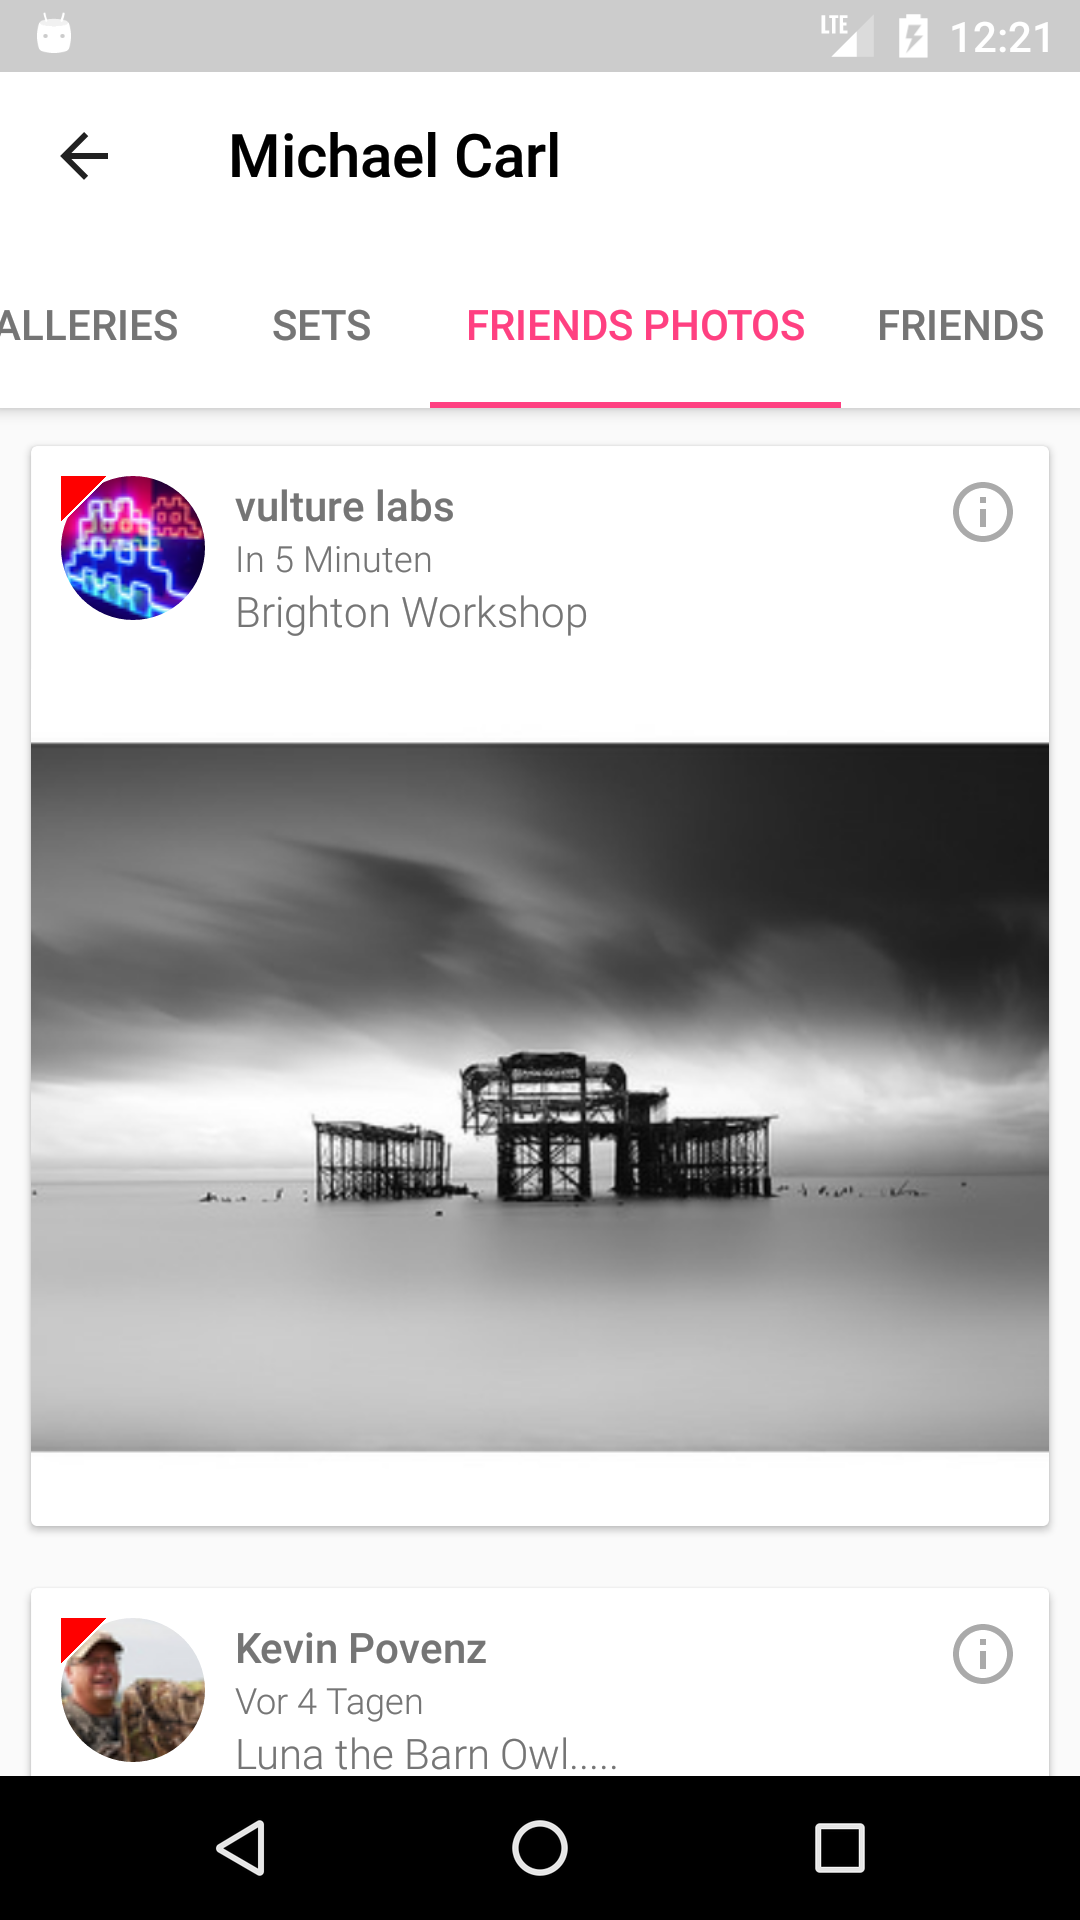 LTE 12:21
Michael Carl
ALLERIES SETS FRIENDS PHOTOS FRIENDS
vulture labs
In 5 Minuten
Brighton Workshop
Kevin Povenz
Vor 4 Tagen
Luna the Barn Owl.....